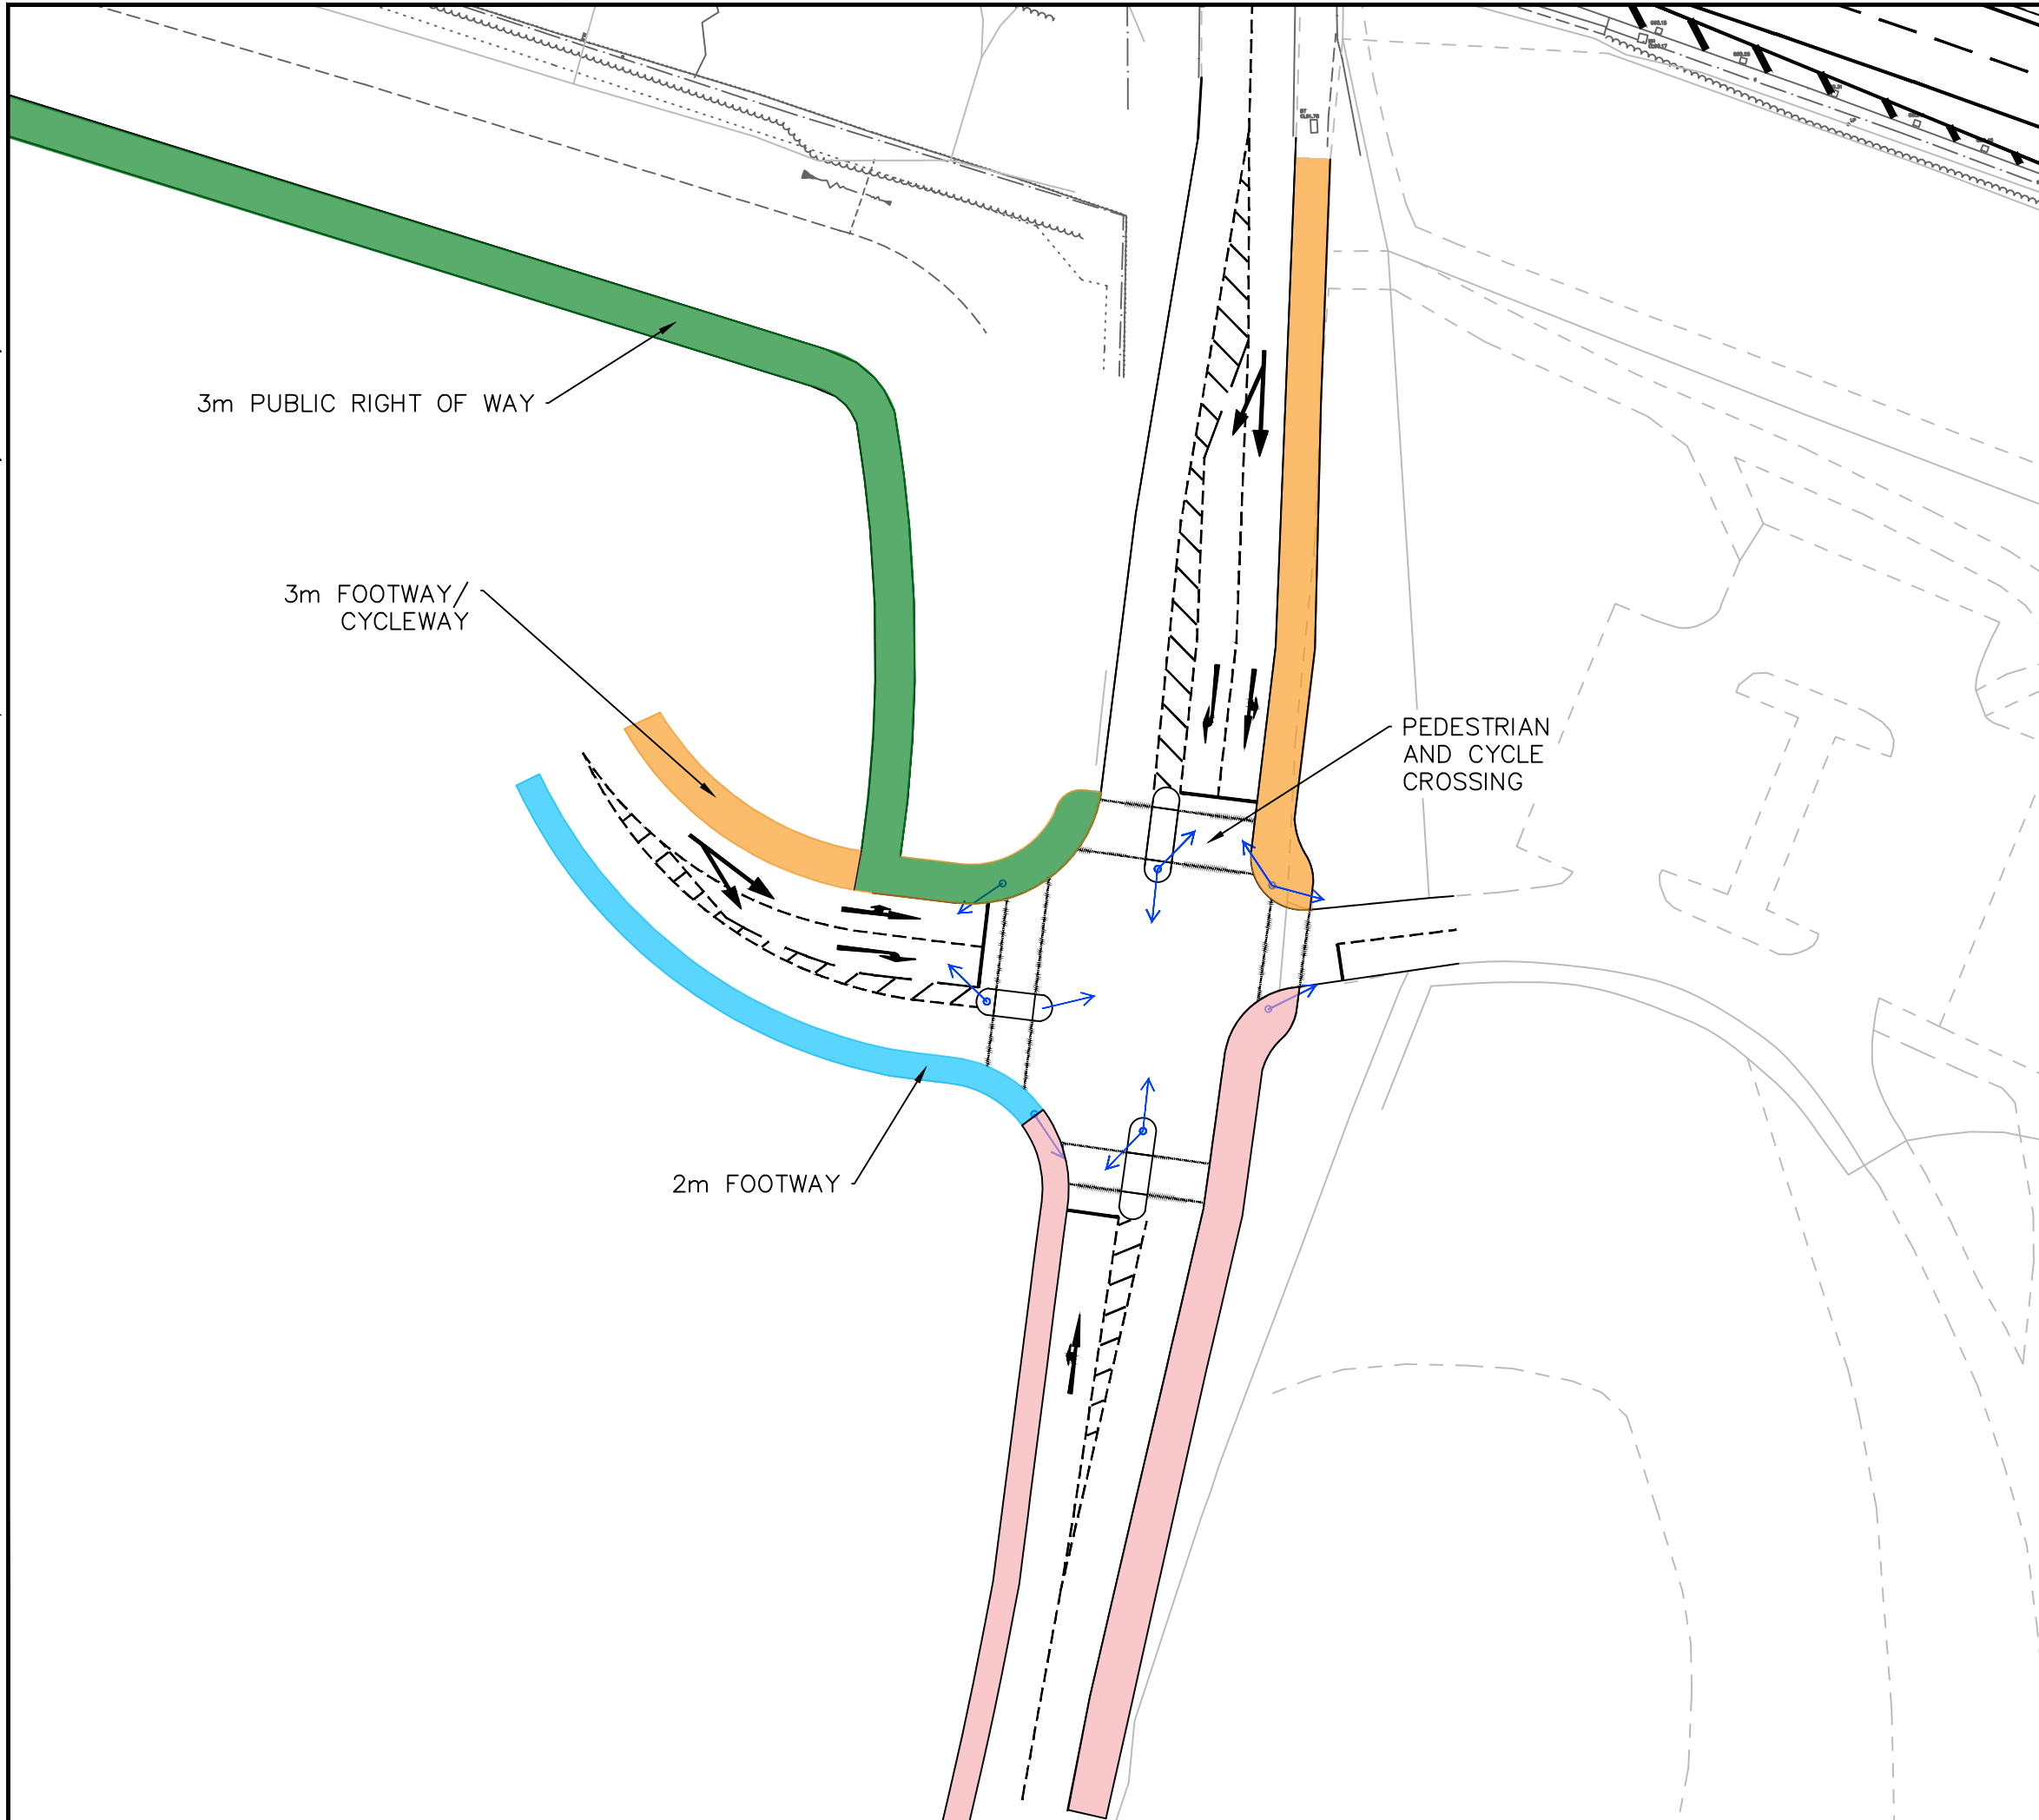 3m PUBLIC RIGHT OF WAY
3m FOOTWAY/
CYCLEWAY
PEDESTRIAN
AND CYCLE
CROSSING
2m FOOTWAY